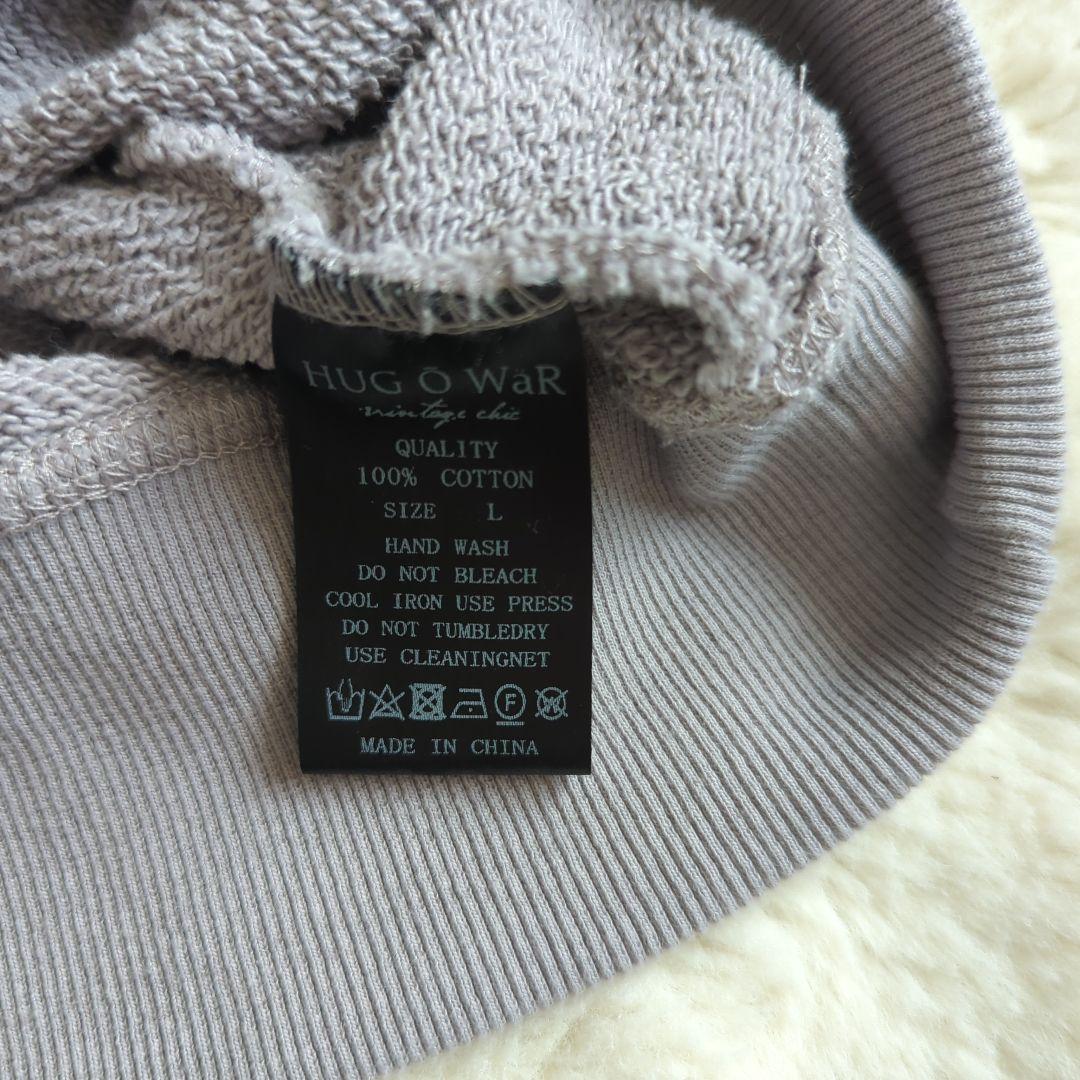 HUG Ō WäR
vintage chic
QUALITY
100% COTTON
SIZE L
HAND WASH
DO NOT BLEACH
COOL IRON USE PRESS
DO NOT TUMBLEDRY
USE CLEANINGNET
F W
MADE IN CHINA